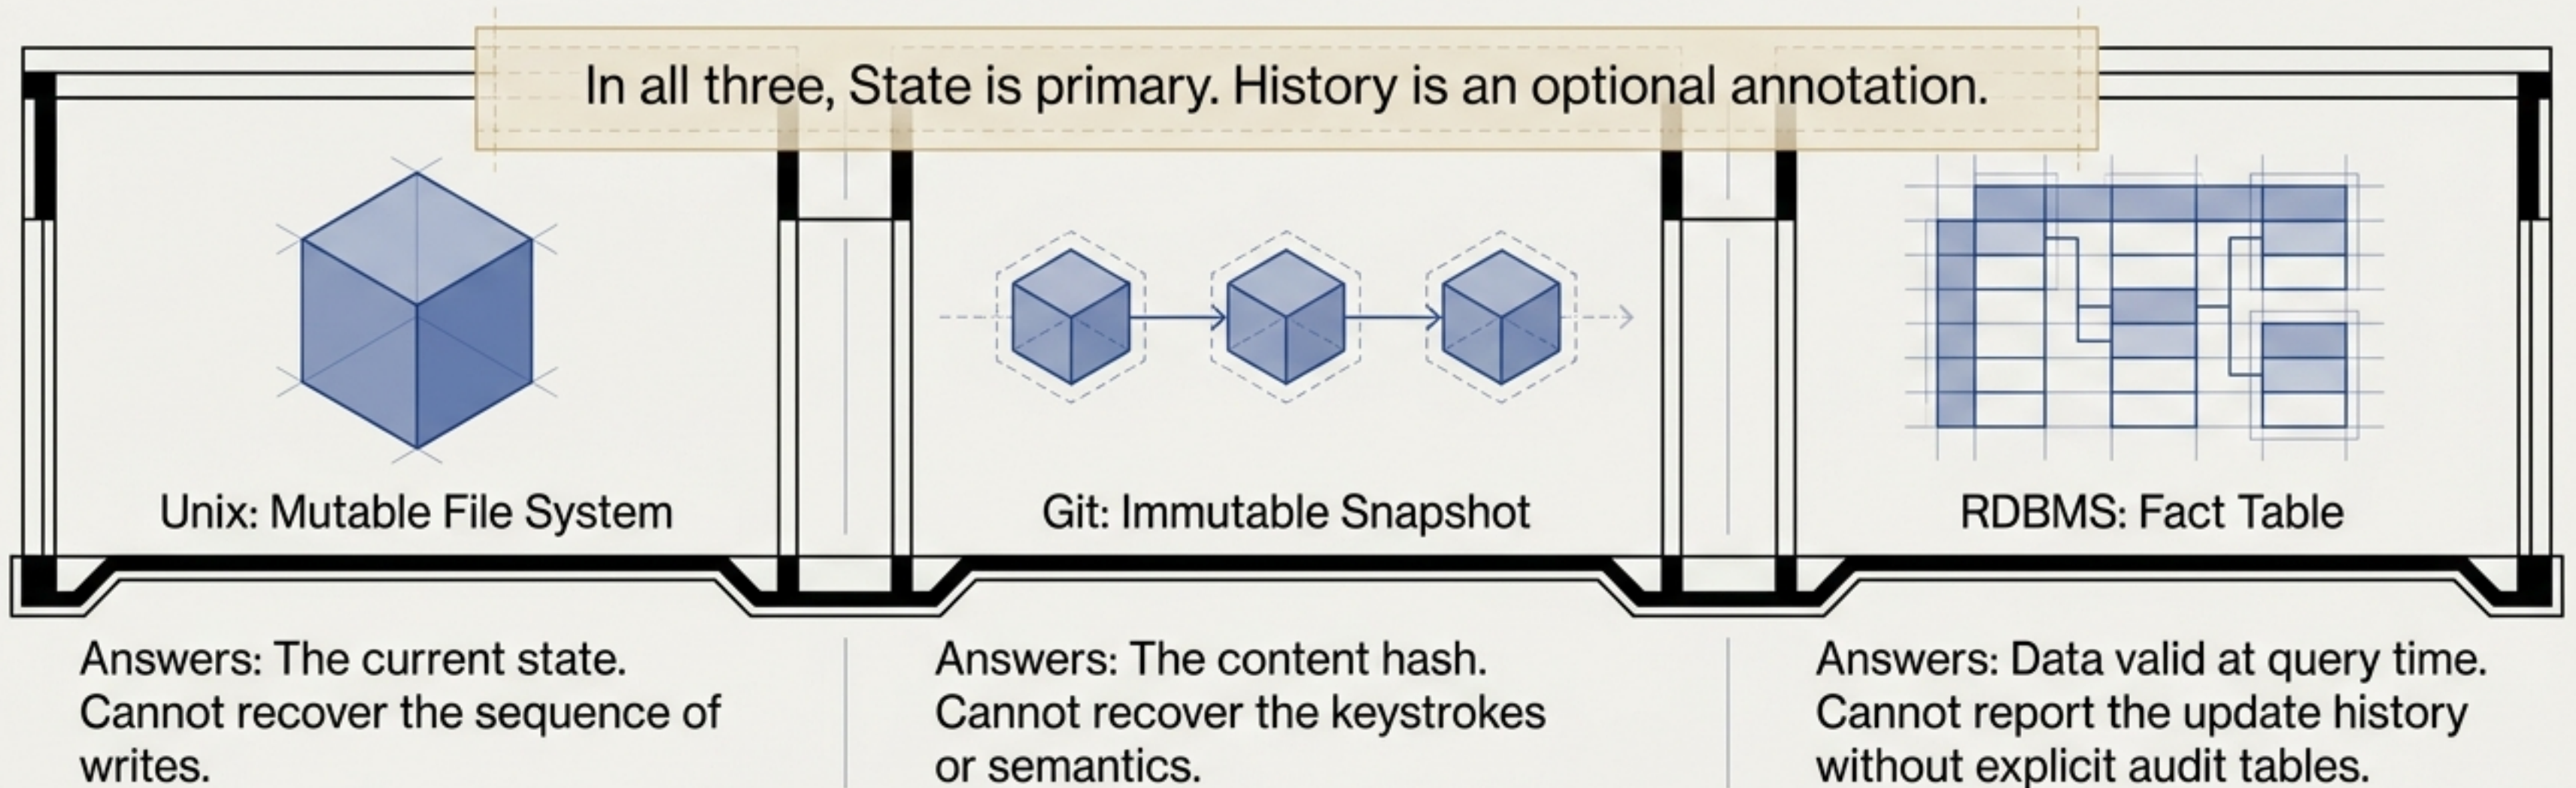 In all three, State is primary. History is an optional annotation.
Unix: Mutable File System
Git: Immutable Snapshot
RDBMS: Fact Table
Answers: The current state.
Cannot recover the sequence of
writes.
Answers: The content hash.
Cannot recover the keystrokes
or semantics.
Answers: Data valid at query time.
Cannot report the update history
without explicit audit tables.